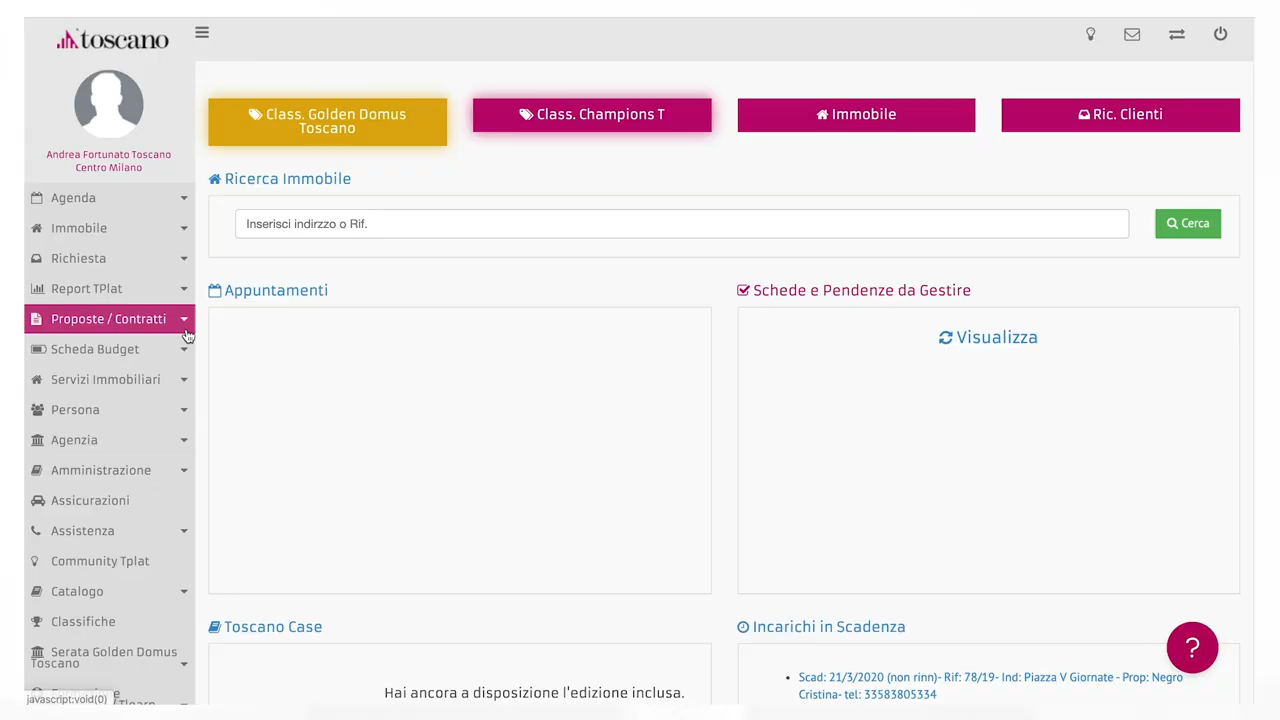 toscano
Andrea Fortunato Toscano
Centro Milano
Agenda
Immobile
Richiesta
Report TPlat
Proposte / Contratti
Scheda Budget
Servizi Immobiliari
Persona
Agenzia
Amministrazione
Assicurazioni
Assistenza
Community Tplat
Catalogo
Classifiche
Serata Golden Domus
Toscano
javascript:void(0)
Class. Golden Domus
Toscano
Class. Champions T
Immobile
Ric. Clienti
Ricerca Immobile
Inserisci indirzzo o Rif.
Cerca
Appuntamenti
Schede e Pendenze da Gestire
Visualizza
Toscano Case
Hai ancora a disposizione l'edizione inclusa.
Incarichi in Scadenza
Scad: 21/3/2020 (non rinn)- Rif: 78/19- Ind: Piazza V Giornate - Prop: Negro
Cristina- tel: 33583805334
?